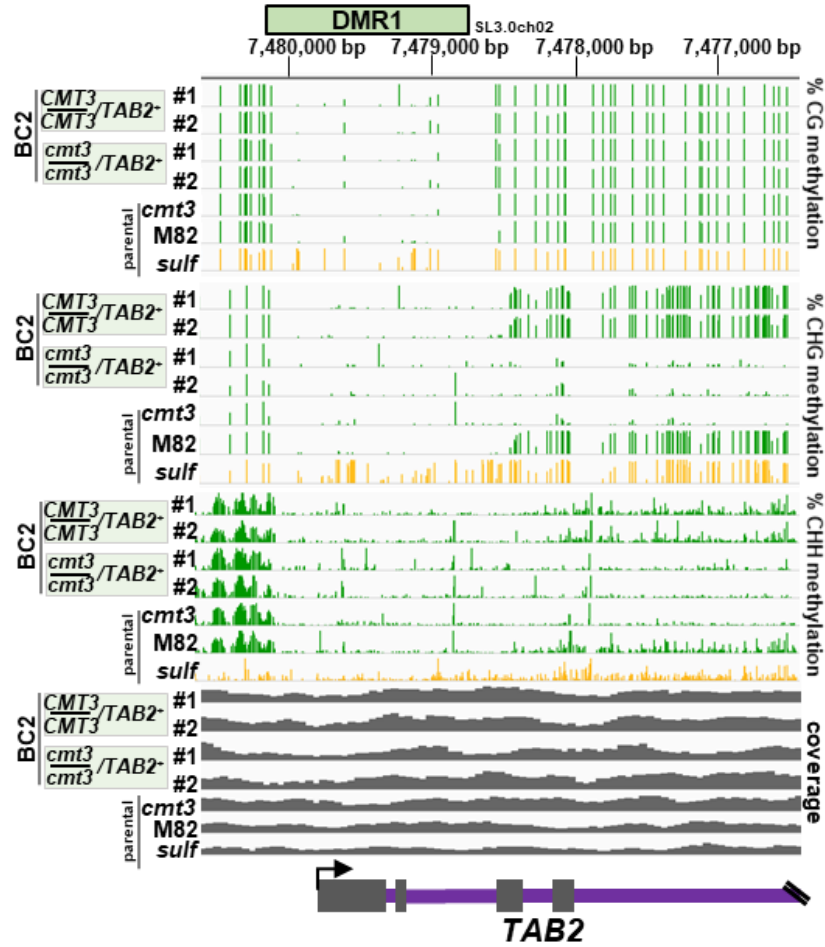 DMR1
SL3.0ch02
7,480,000 bp 7,479,000 bp 7,478,000 bp 7,477,000 bp
BC2
CMT3
CMT3 /TAB2+
#1
#2
cmt3
cmt3 /TAB2+
#1
#2
parental
cmt3
M82
sulf
% CG methylation
BC2
CMT3
CMT3 /TAB2+
#1
#2
cmt3
cmt3 /TAB2+
#1
#2
parental
cmt3
M82
sulf
% CHG methylation
BC2
CMT3
CMT3 /TAB2+
#1
#2
cmt3
cmt3 /TAB2+
#1
#2
parental
cmt3
M82
sulf
% CHH methylation
BC2
CMT3
CMT3 /TAB2+
#1
#2
cmt3
cmt3 /TAB2+
#1
#2
parental
cmt3
M82
sulf
coverage
TAB2